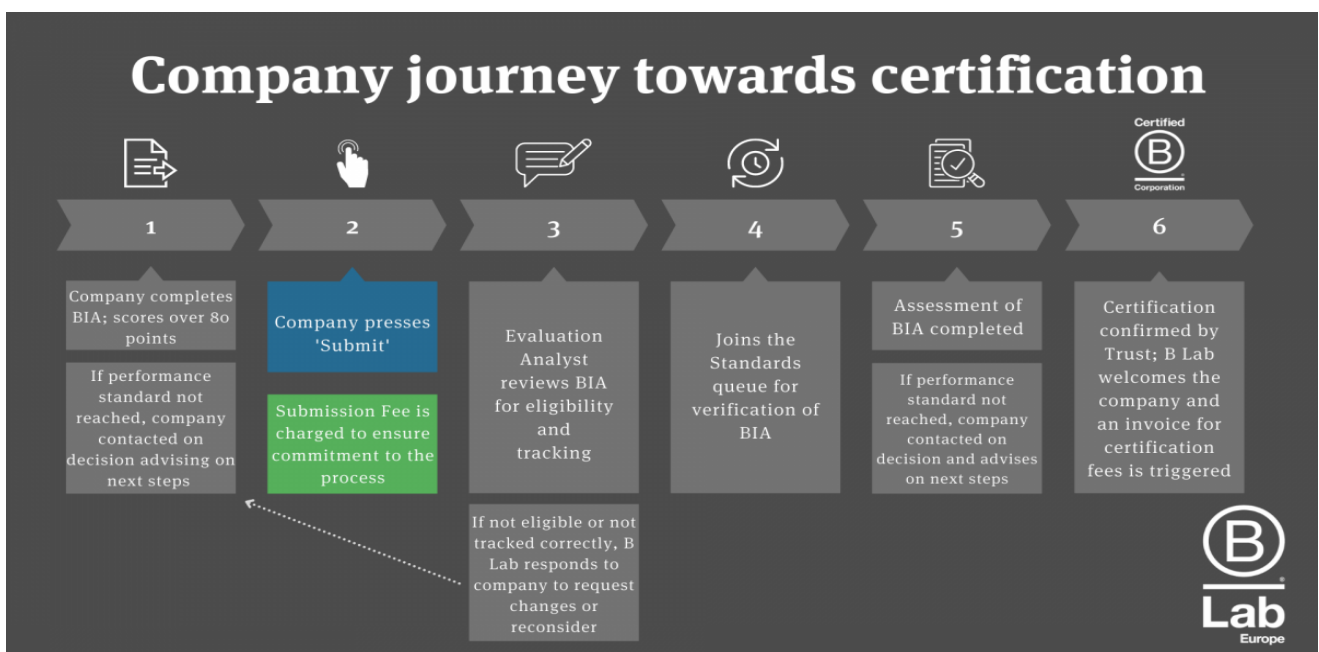 Company journey towards certification
Certified
B
Corporation
1
2
3
4
5
6
Company completes
BIA; scores over 80
points
If performance
standard not
reached, company
contacted on
decision advising on
next steps
Company presses
'Submit'
Submission Fee is
charged to ensure
commitment to the
process
Evaluation
Analyst
reviews BIA
for eligibility
and
tracking
If not eligible or not
tracked correctly, B
Lab responds to
company to request
changes or
reconsider
Joins the
Standards
queue for
verification of
BIA
Assessment of
BIA completed
If performance
standard not
reached, company
contacted on
decision and advises
on next steps
Certification
confirmed by
Trust; B Lab
welcomes the
company and
an invoice for
certification
fees is triggered
B
Lab
Europe